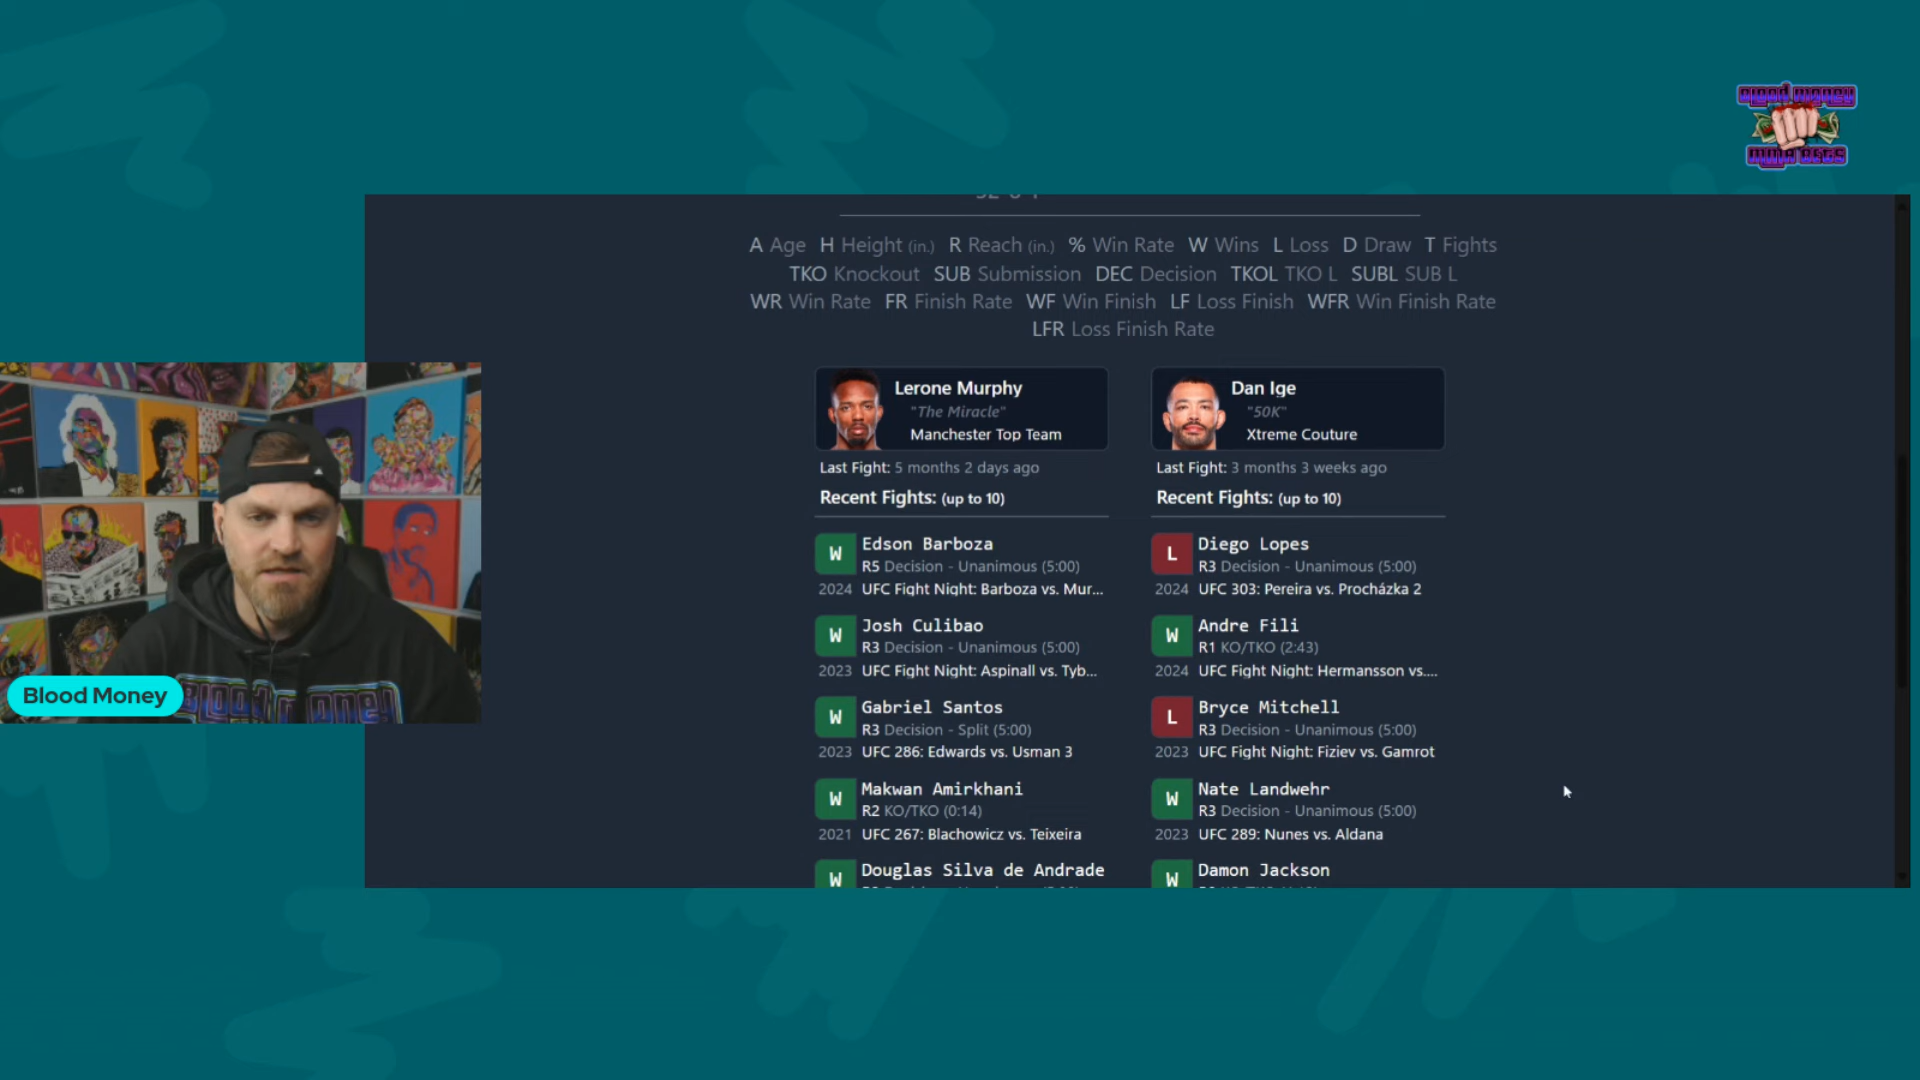 BLOOD MONEY
MMA BETS
A Age H Height (in.) R Reach (in.) % Win Rate W Wins L Loss D Draw T Fights
TKO Knockout SUB Submission DEC Decision TKOL TKO L SUBL SUB L
WR Win Rate FR Finish Rate WF Win Finish LF Loss Finish WFR Win Finish Rate
LFR Loss Finish Rate
Lerone Murphy
"The Miracle"
Manchester Top Team
Last Fight: 5 months 2 days ago
Recent Fights: (up to 10)
W Edson Barboza
R5 Decision - Unanimous (5:00)
2024 UFC Fight Night: Barboza vs. Mur...
W Josh Culibao
R3 Decision - Unanimous (5:00)
2023 UFC Fight Night: Aspinall vs. Tyb...
W Gabriel Santos
R3 Decision - Split (5:00)
2023 UFC 286: Edwards vs. Usman 3
W Makwan Amirkhani
R2 KO/TKO (0:14)
2021 UFC 267: Blachowicz vs. Teixeira
W Douglas Silva de Andrade
Dan Ige
"50K"
Xtreme Couture
Last Fight: 3 months 3 weeks ago
Recent Fights: (up to 10)
L Diego Lopes
R3 Decision - Unanimous (5:00)
2024 UFC 303: Pereira vs. Procházka 2
W Andre Fili
R1 KO/TKO (2:43)
2024 UFC Fight Night: Hermansson vs....
L Bryce Mitchell
R3 Decision - Unanimous (5:00)
2023 UFC Fight Night: Fiziev vs. Gamrot
W Nate Landwehr
R3 Decision - Unanimous (5:00)
2023 UFC 289: Nunes vs. Aldana
W Damon Jackson
Blood Money
BLOOD MONEY